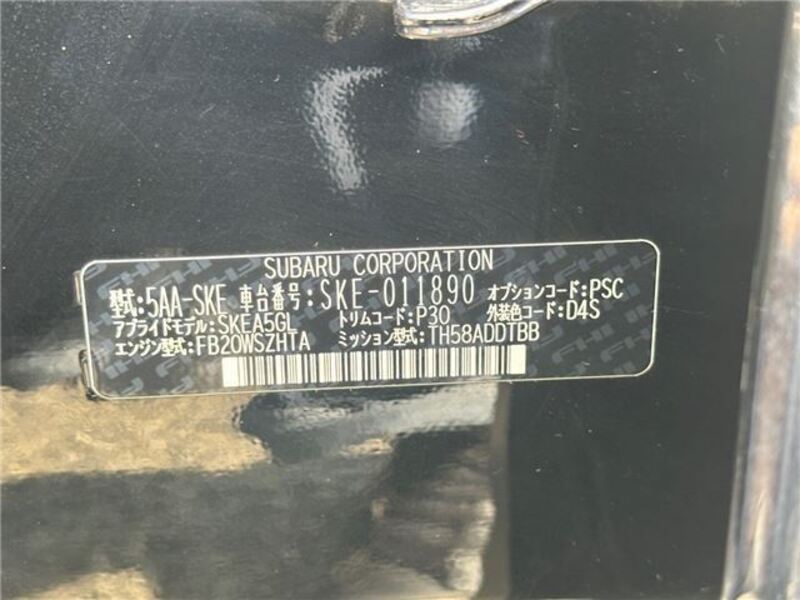 SUBARU CORPORATION
型式:5AA-SKE 車台番号:SKE-011890 オプションコード:PSC
アプライドモデル:SKEA5GL トリムコード:P30 外装色コード:D4S
エンジン型式:FB20WSZHTA ミッション型式:TH58ADDTBB